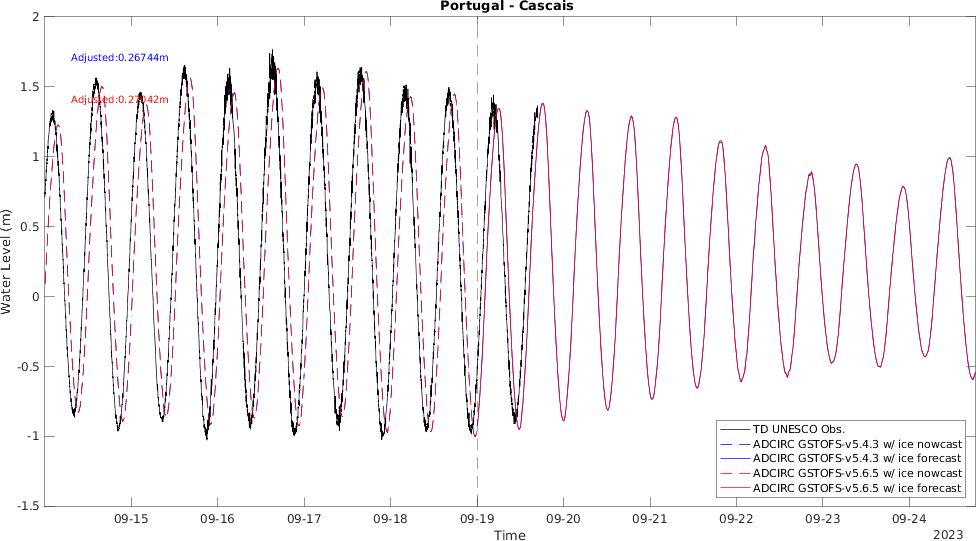 Portugal - Cascais
Adjusted:0.26744m
Adjusted:0.27042m
Water Level (m)
2
1.5
1
0.5
0
-0.5
-1
-1.5
09-15
09-16
09-17
09-18
09-19
09-20
09-21
09-22
09-23
09-24
Time
2023
TD UNESCO Obs.
ADCIRC GSTOFS-v5.4.3 w/ ice nowcast
ADCIRC GSTOFS-v5.4.3 w/ ice forecast
ADCIRC GSTOFS-v5.6.5 w/ ice nowcast
ADCIRC GSTOFS-v5.6.5 w/ ice forecast